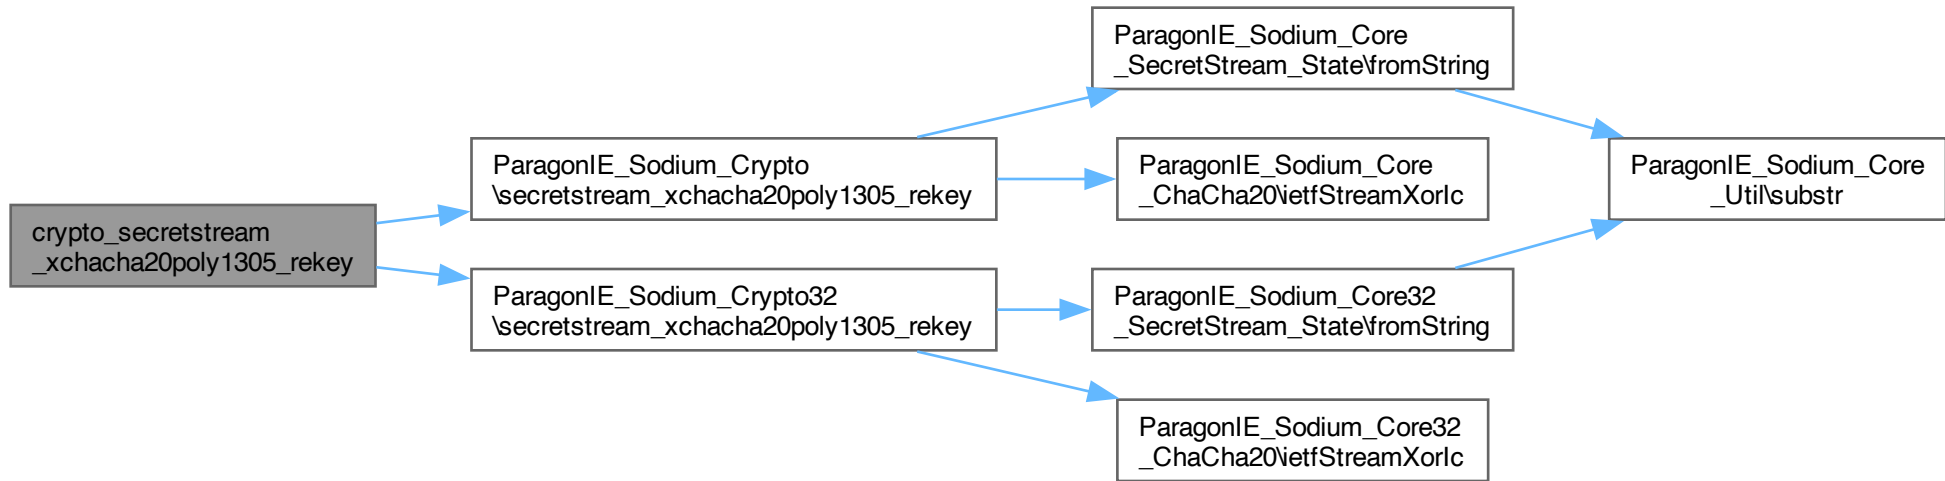 crypto_secretstream
_xchacha20poly1305_rekey
ParagonIE_Sodium_Crypto
\secretstream_xchacha20poly1305_rekey
ParagonIE_Sodium_Crypto32
\secretstream_xchacha20poly1305_rekey
ParagonIE_Sodium_Core
_SecretStream_State\fromString
ParagonIE_Sodium_Core
_ChaCha20\ietfStreamXorIc
ParagonIE_Sodium_Core32
_SecretStream_State\fromString
ParagonIE_Sodium_Core32
_ChaCha20\ietfStreamXorIc
ParagonIE_Sodium_Core
_Util\substr